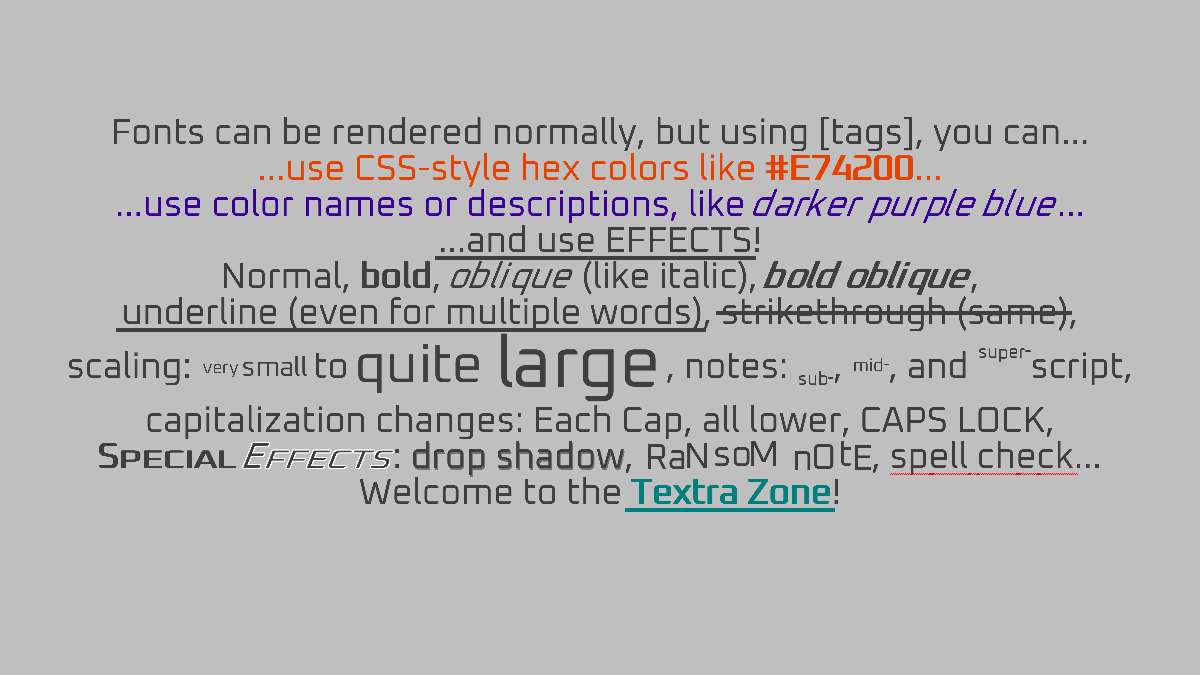 Fonts can be rendered normally, but using [tags], you can...
...use CSS-style hex colors like #E74200...
...use color names or descriptions, like darker purple blue...
...and use EFFECTS!
Normal, bold, oblique (like italic), bold oblique,
underline (even for multiple words), strikethrough (same),
scaling: very small to quite large , notes: sub-, mid-, and super-script,
capitalization changes: Each Cap, all lower, CAPS LOCK,
SPECIAL EFFECTS: drop shadow, RaNsoM nOtE, spell check...
Welcome to the Textra Zone!